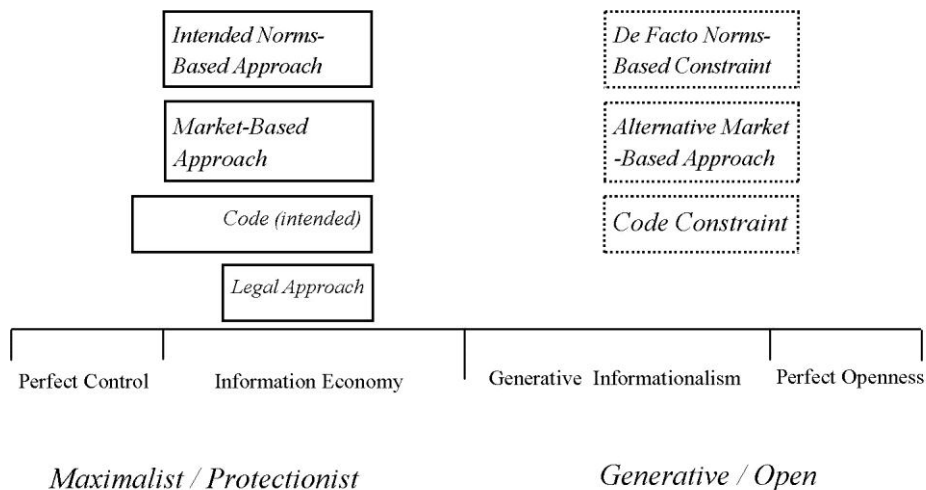 Intended Norms-
Based Approach
De Facto Norms-
Based Constraint
Market-Based
Approach
Alternative Market
-Based Approach
Code (intended)
Code Constraint
Legal Approach
Perfect Control
Information Economy
Generative Informationalism
Perfect Openness
Maximalist / Protectionist
Generative / Open